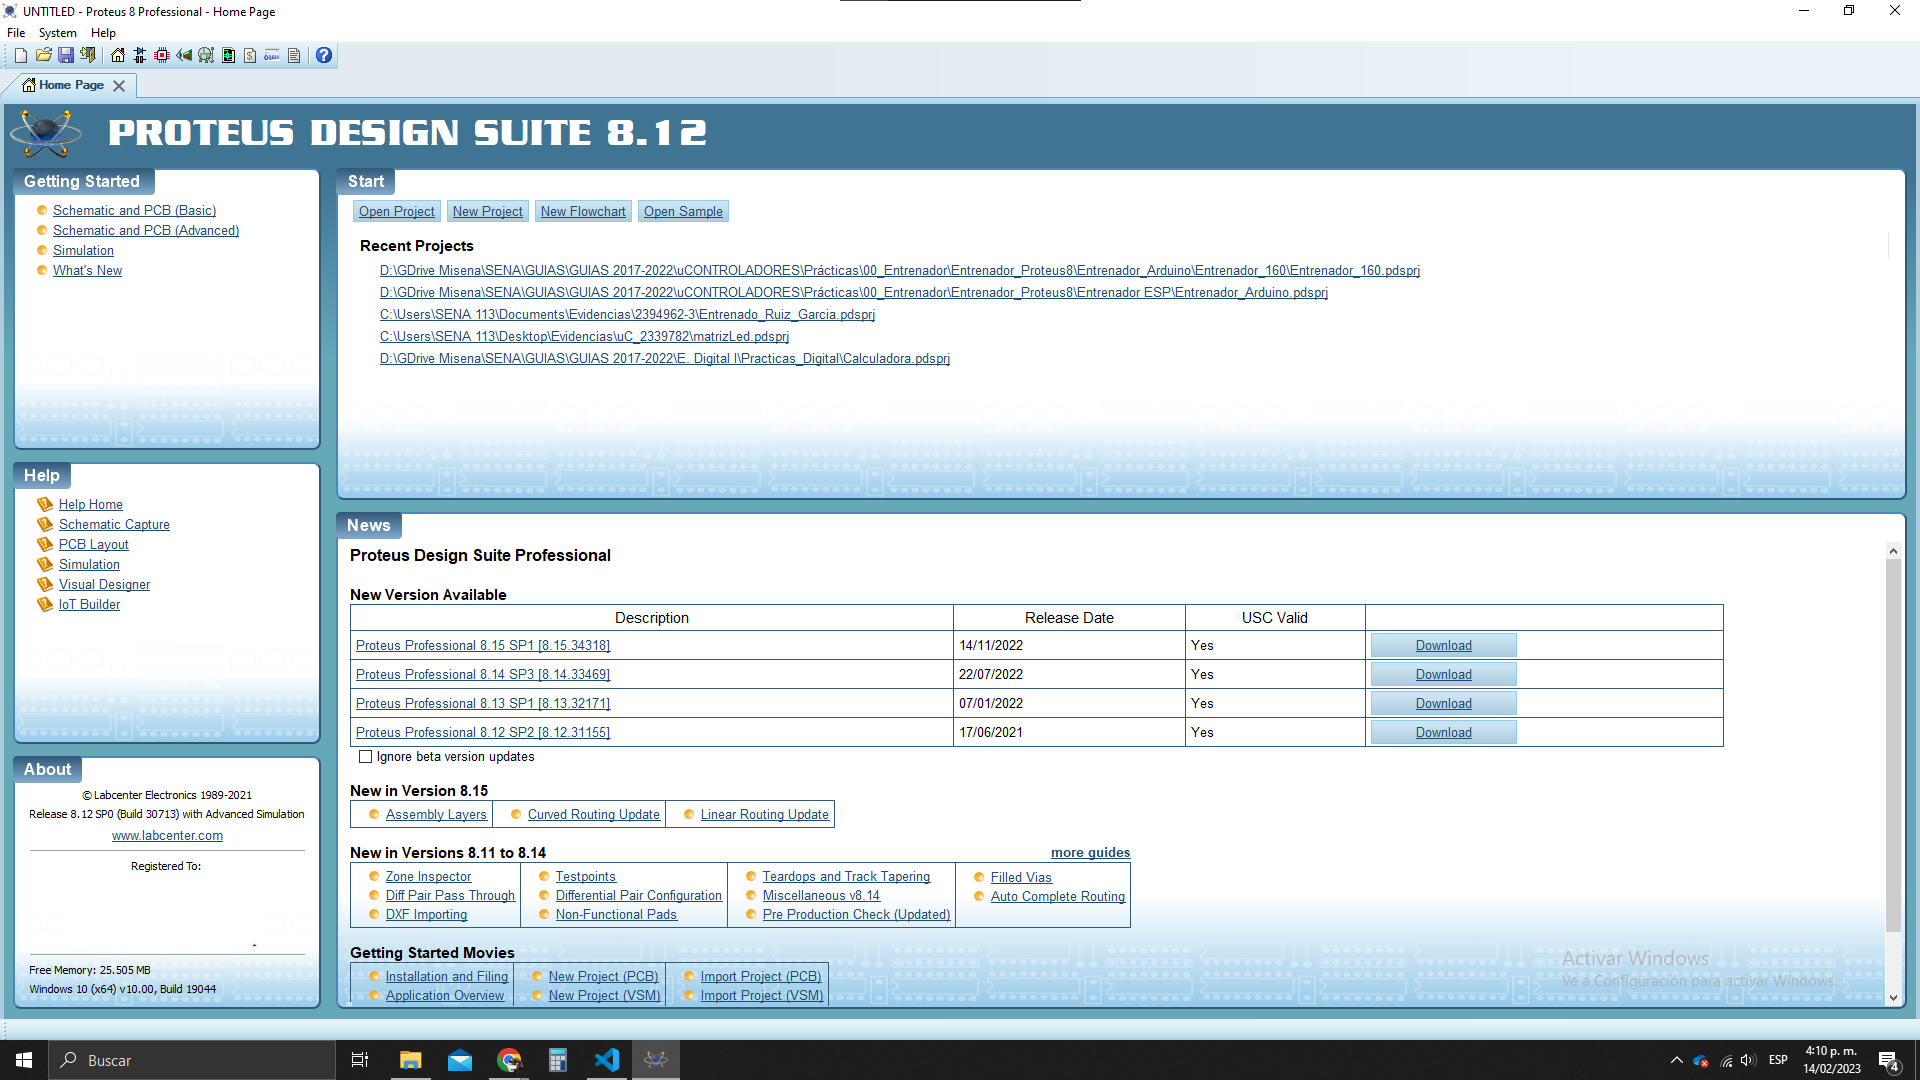 UNTITLED - Proteus 8 Professional - Home Page
File System Help
Home Page
PROTEUS DESIGN SUITE 8.12
Getting Started
Schematic and PCB (Basic)
Schematic and PCB (Advanced)
Simulation
What's New
Help
Help Home
Schematic Capture
PCB Layout
Simulation
Visual Designer
IoT Builder
About
© Labcenter Electronics 1989-2021
Release 8.12 SP0 (Build 30713) with Advanced Simulation
www.labcenter.com
Registered To:
Free Memory: 25.505 MB
Windows 10 (x64) v10.00, Build 19044
Start
Open Project New Project New Flowchart Open Sample
Recent Projects
D:\GDrive Misena\SENA\GUIAS\GUIAS 2017-2022\uCONTROLADORES\Prácticas\00_Entrenador\Entrenador_Proteus8\Entrenador_Arduino\Entrenador_160\Entrenador_160.pdsprj
D:\GDrive Misena\SENA\GUIAS\GUIAS 2017-2022\uCONTROLADORES\Prácticas\00_Entrenador\Entrenador_Proteus8\Entrenador ESP\Entrenador_Arduino.pdsprj
C:\Users\SENA 113\Documents\Evidencias\2394962-3\Entrenado_Ruiz_Garcia.pdsprj
C:\Users\SENA 113\Desktop\Evidencias\uC_2339782\matrizLed.pdsprj
D:\GDrive Misena\SENA\GUIAS\GUIAS 2017-2022\E. Digital I\Practicas_Digital\Calculadora.pdsprj
News
Proteus Design Suite Professional
New Version Available
Description Release Date USC Valid
Proteus Professional 8.15 SP1 [8.15.34318] 14/11/2022 Yes Download
Proteus Professional 8.14 SP3 [8.14.33469] 22/07/2022 Yes Download
Proteus Professional 8.13 SP1 [8.13.32171] 07/01/2022 Yes Download
Proteus Professional 8.12 SP2 [8.12.31155] 17/06/2021 Yes Download
Ignore beta version updates
New in Version 8.15
Assembly Layers Curved Routing Update Linear Routing Update
New in Versions 8.11 to 8.14 more guides
Zone Inspector Testpoints Teardops and Track Tapering Filled Vias
Diff Pair Pass Through Differential Pair Configuration Miscellaneous v8.14 Auto Complete Routing
DXF Importing Non-Functional Pads Pre Production Check (Updated)
Getting Started Movies
Installation and Filing New Project (PCB) Import Project (PCB)
Application Overview New Project (VSM) Import Project (VSM)
Activar Windows
Ve a Configuración para activar Windows.
Buscar
ESP
4:10 p. m.
14/02/2023
4